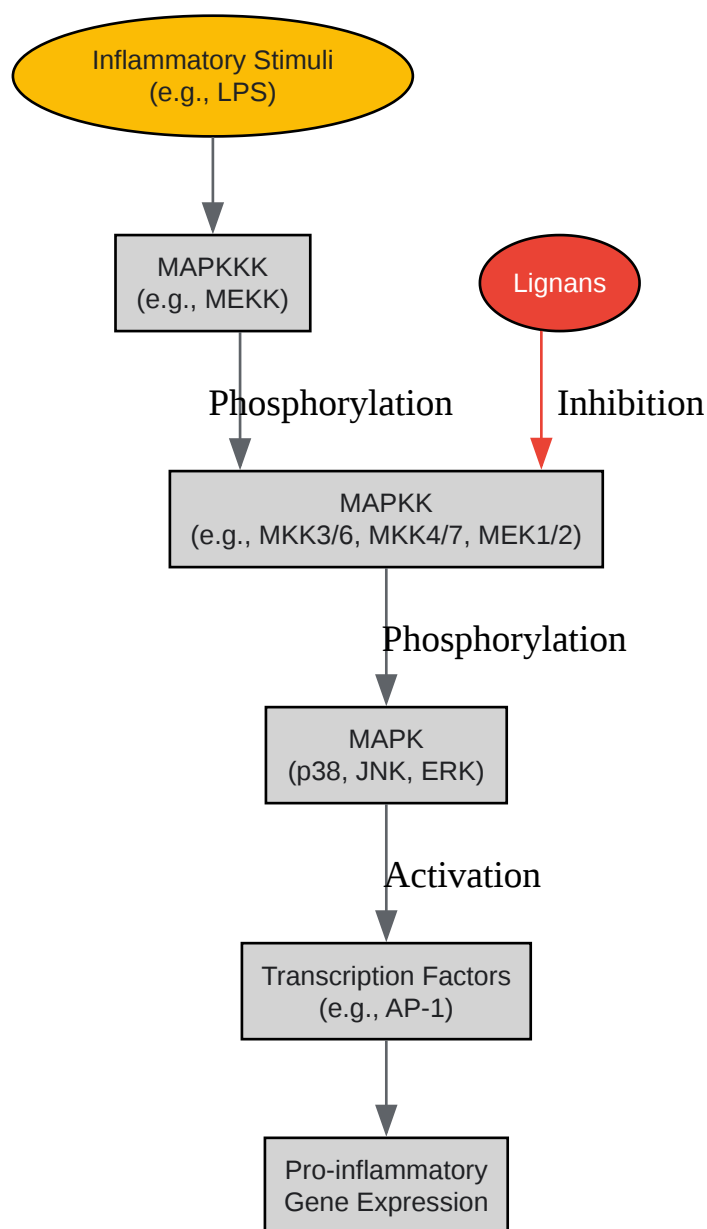 Inflammatory Stimuli
(e.g., LPS)
MAPKKK
(e.g., MEKK)
Lignans
Phosphorylation
Inhibition
MAPKK
(e.g., MKK3/6, MKK4/7, MEK1/2)
Phosphorylation
MAPK
(p38, JNK, ERK)
Activation
Transcription Factors
(e.g., AP-1)
Pro-inflammatory
Gene Expression